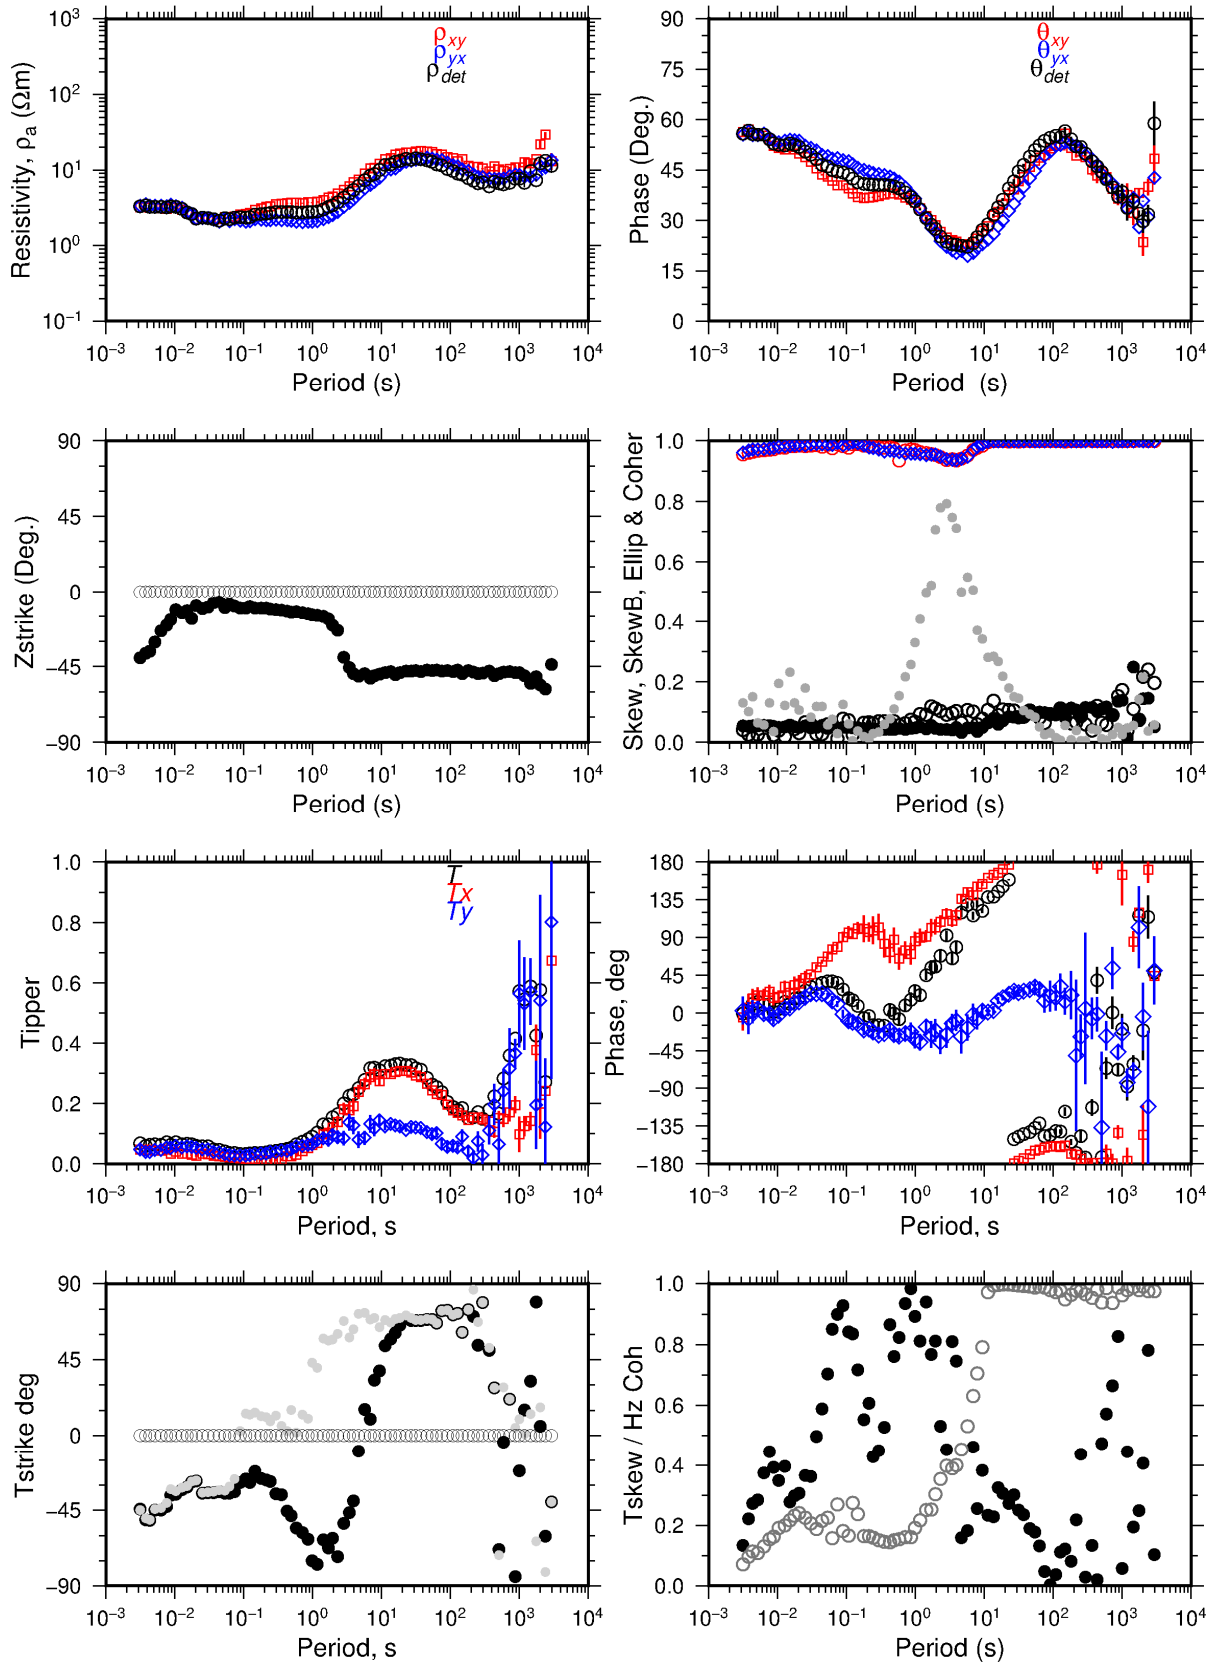 10³
10²
10¹
10⁰
10⁻¹
Resistivity, ρₐ (Ωm)
ρxy
ρyx
ρdet
10⁻³ 10⁻² 10⁻¹ 10⁰ 10¹ 10² 10³ 10⁴
Period (s)
90
75
60
45
30
15
0
Phase (Deg.)
θxy
θyx
θdet
10⁻³ 10⁻² 10⁻¹ 10⁰ 10¹ 10² 10³ 10⁴
Period (s)
90
45
0
−45
−90
Zstrike (Deg.)
10⁻³ 10⁻² 10⁻¹ 10⁰ 10¹ 10² 10³ 10⁴
Period (s)
1.0
0.8
0.6
0.4
0.2
0.0
Skew, SkewB, Ellip & Coher
10⁻³ 10⁻² 10⁻¹ 10⁰ 10¹ 10² 10³ 10⁴
Period (s)
1.0
0.8
0.6
0.4
0.2
0.0
Tipper
T
Tx
Ty
10⁻³ 10⁻² 10⁻¹ 10⁰ 10¹ 10² 10³ 10⁴
Period, s
180
135
90
45
0
−45
−90
−135
−180
Phase, deg
10⁻³ 10⁻² 10⁻¹ 10⁰ 10¹ 10² 10³ 10⁴
Period, s
90
45
0
−45
−90
Tstrike deg
10⁻³ 10⁻² 10⁻¹ 10⁰ 10¹ 10² 10³ 10⁴
Period, s
1.0
0.8
0.6
0.4
0.2
0.0
Tskew / Hz Coh
10⁻³ 10⁻² 10⁻¹ 10⁰ 10¹ 10² 10³ 10⁴
Period (s)